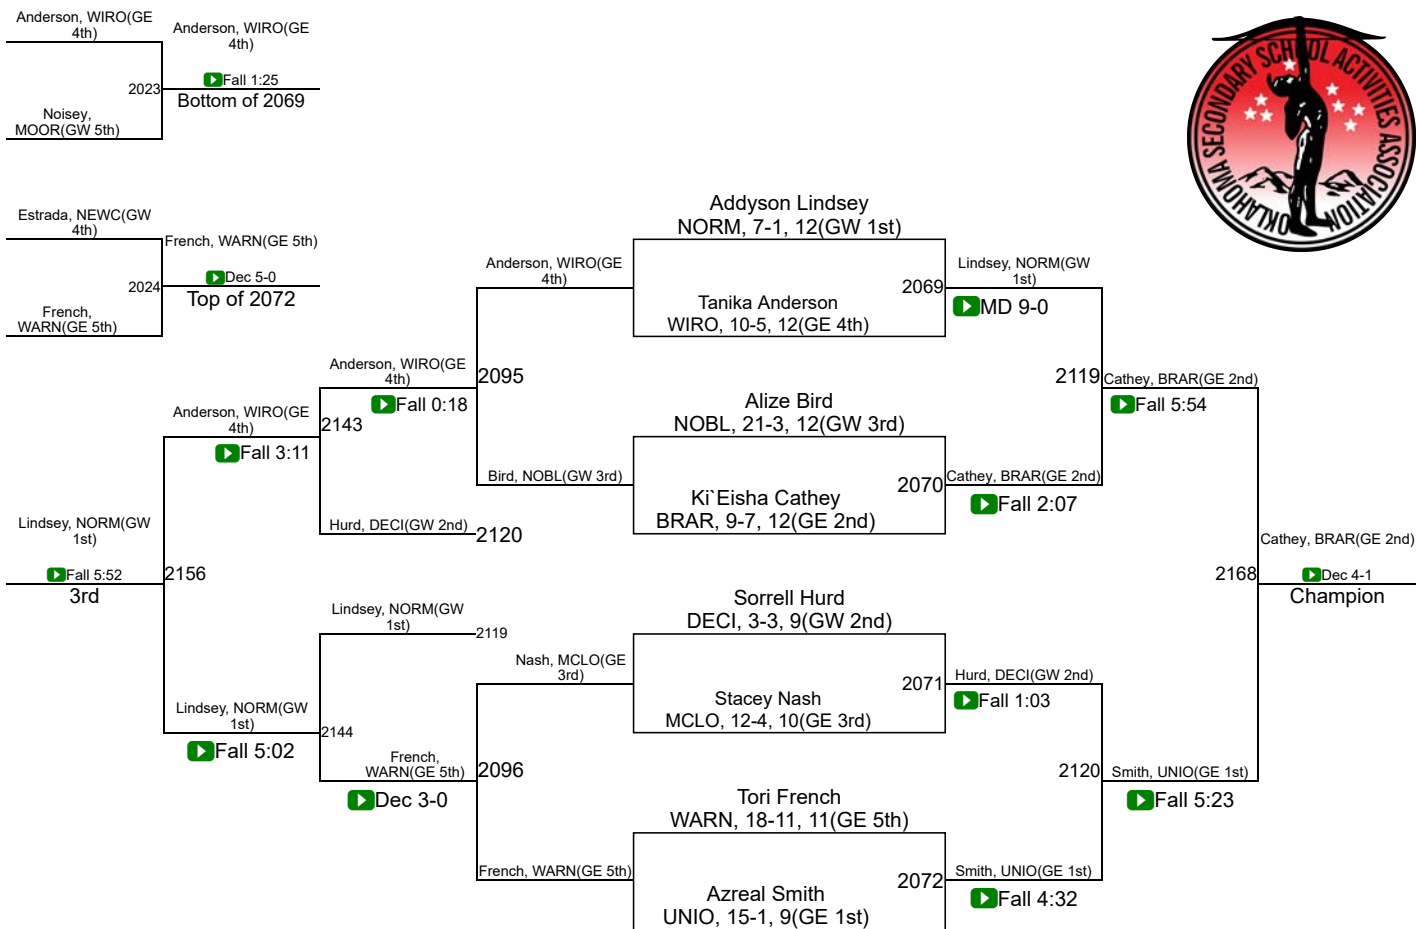 Anderson, WIRO(GE
4th)
Anderson, WIRO(GE
4th)
2023
Fall 1:25
Bottom of 2069
Noisey,
MOOR(GW 5th)
OKLAHOMA SECONDARY SCHOOL ACTIVITIES ASSOCIATION
Estrada, NEWC(GW
4th)
French, WARN(GE 5th)
2024
Dec 5-0
Top of 2072
French,
WARN(GE 5th)
Addyson Lindsey
NORM, 7-1, 12(GW 1st)
Anderson, WIRO(GE
4th)
2069
Lindsey, NORM(GW
1st)
MD 9-0
Tanika Anderson
WIRO, 10-5, 12(GE 4th)
Anderson, WIRO(GE
4th)
2095
Fall 0:18
2119
Cathey, BRAR(GE 2nd)
Fall 5:54
Alize Bird
NOBL, 21-3, 12(GW 3rd)
Anderson, WIRO(GE
4th)
2143
Fall 3:11
Bird, NOBL(GW 3rd)
2070
Cathey, BRAR(GE 2nd)
Fall 2:07
Ki`Eisha Cathey
BRAR, 9-7, 12(GE 2nd)
Hurd, DECI(GW 2nd)
2120
Lindsey, NORM(GW
1st)
2156
Fall 5:52
3rd
Cathey, BRAR(GE 2nd)
2168
Dec 4-1
Champion
Sorrell Hurd
DECI, 3-3, 9(GW 2nd)
Lindsey, NORM(GW
1st)
2119
Nash, MCLO(GE
3rd)
2071
Hurd, DECI(GW 2nd)
Fall 1:03
Stacey Nash
MCLO, 12-4, 10(GE 3rd)
Lindsey, NORM(GW
1st)
2144
Fall 5:02
French,
WARN(GE 5th)
2096
Dec 3-0
2120
Smith, UNIO(GE 1st)
Fall 5:23
Tori French
WARN, 18-11, 11(GE 5th)
French, WARN(GE 5th)
2072
Smith, UNIO(GE 1st)
Fall 4:32
Azreal Smith
UNIO, 15-1, 9(GE 1st)